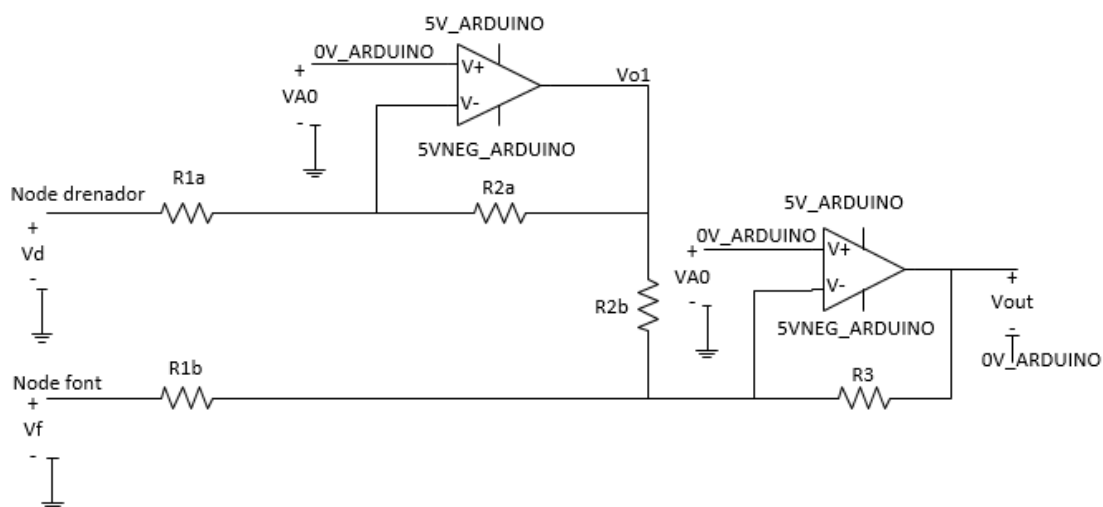 5V_ARDUINO
0V_ARDUINO
+
VA0
-
V+
V-
Vo1
5VNEG_ARDUINO
Node drenador
R1a
R2a
+
Vd
-
5V_ARDUINO
0V_ARDUINO
+
VA0
-
V+
V-
R2b
5VNEG_ARDUINO
+
Vout
-
0V_ARDUINO
Node font
R1b
R3
+
Vf
-